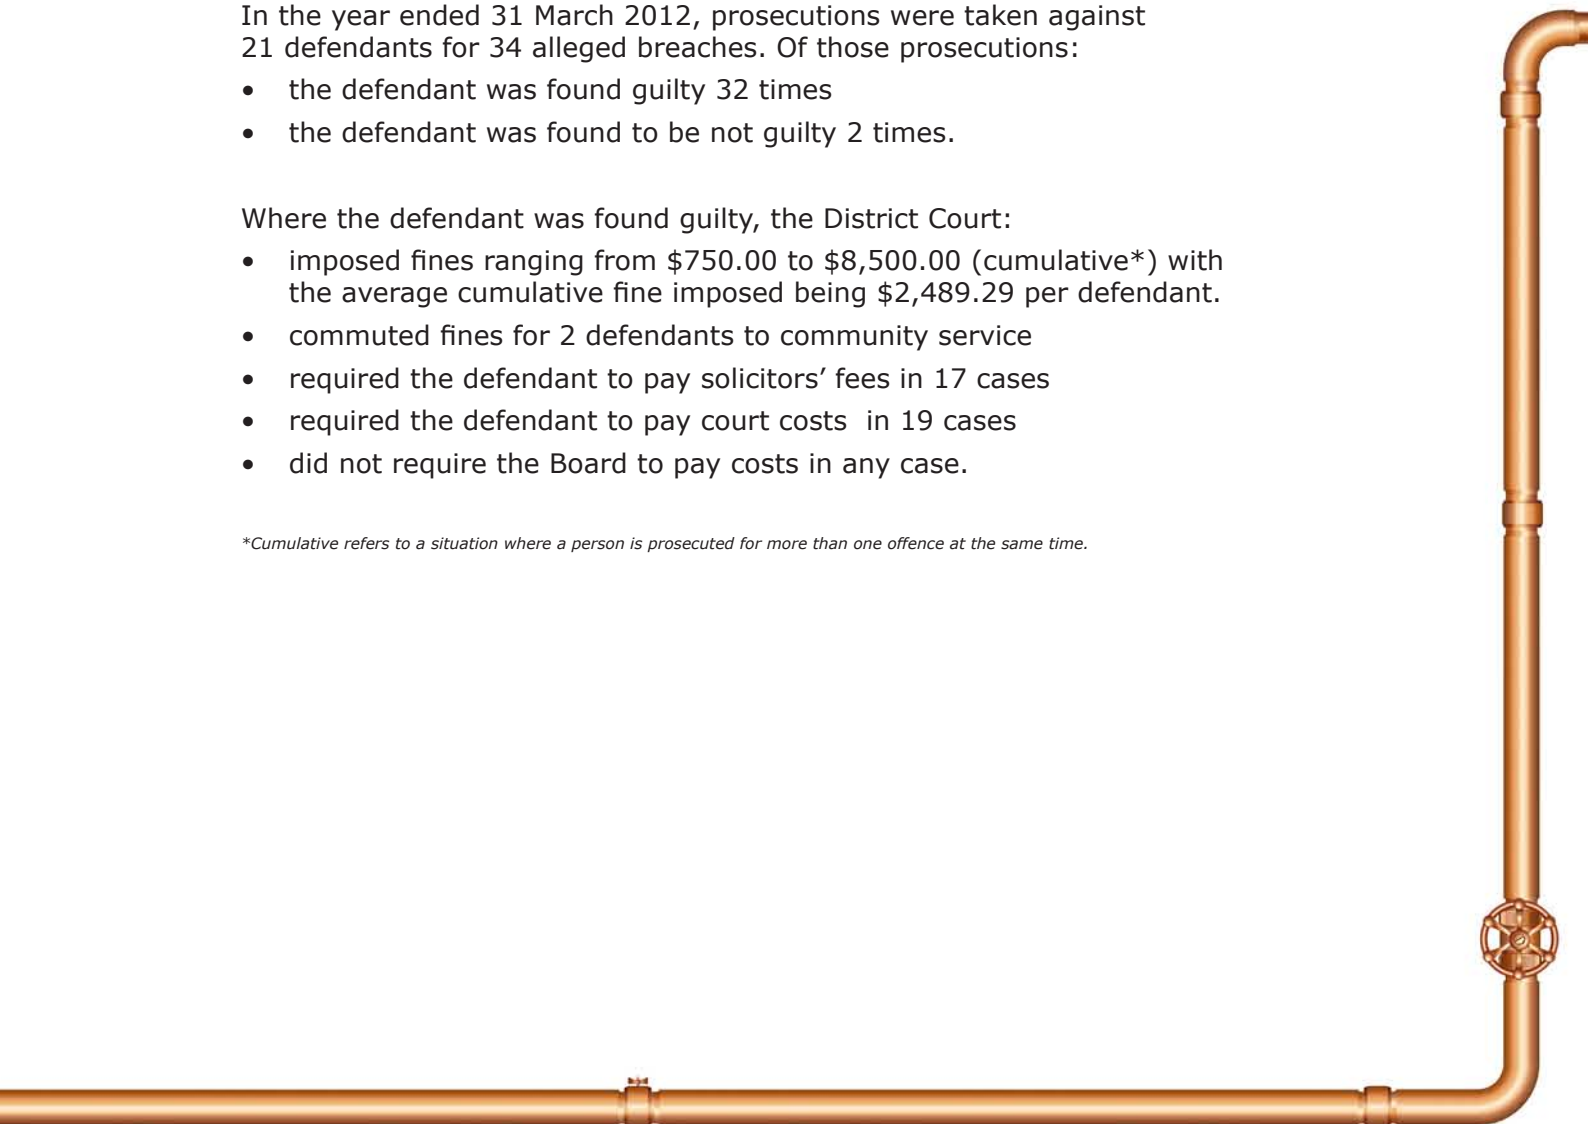 In the year ended 31 March 2012, prosecutions were taken against
21 defendants for 34 alleged breaches. Of those prosecutions:
• the defendant was found guilty 32 times
• the defendant was found to be not guilty 2 times.
Where the defendant was found guilty, the District Court:
• imposed fines ranging from $750.00 to $8,500.00 (cumulative*) with
the average cumulative fine imposed being $2,489.29 per defendant.
• commuted fines for 2 defendants to community service
• required the defendant to pay solicitors’ fees in 17 cases
• required the defendant to pay court costs  in 19 cases
• did not require the Board to pay costs in any case.
*Cumulative refers to a situation where a person is prosecuted for more than one offence at the same time.